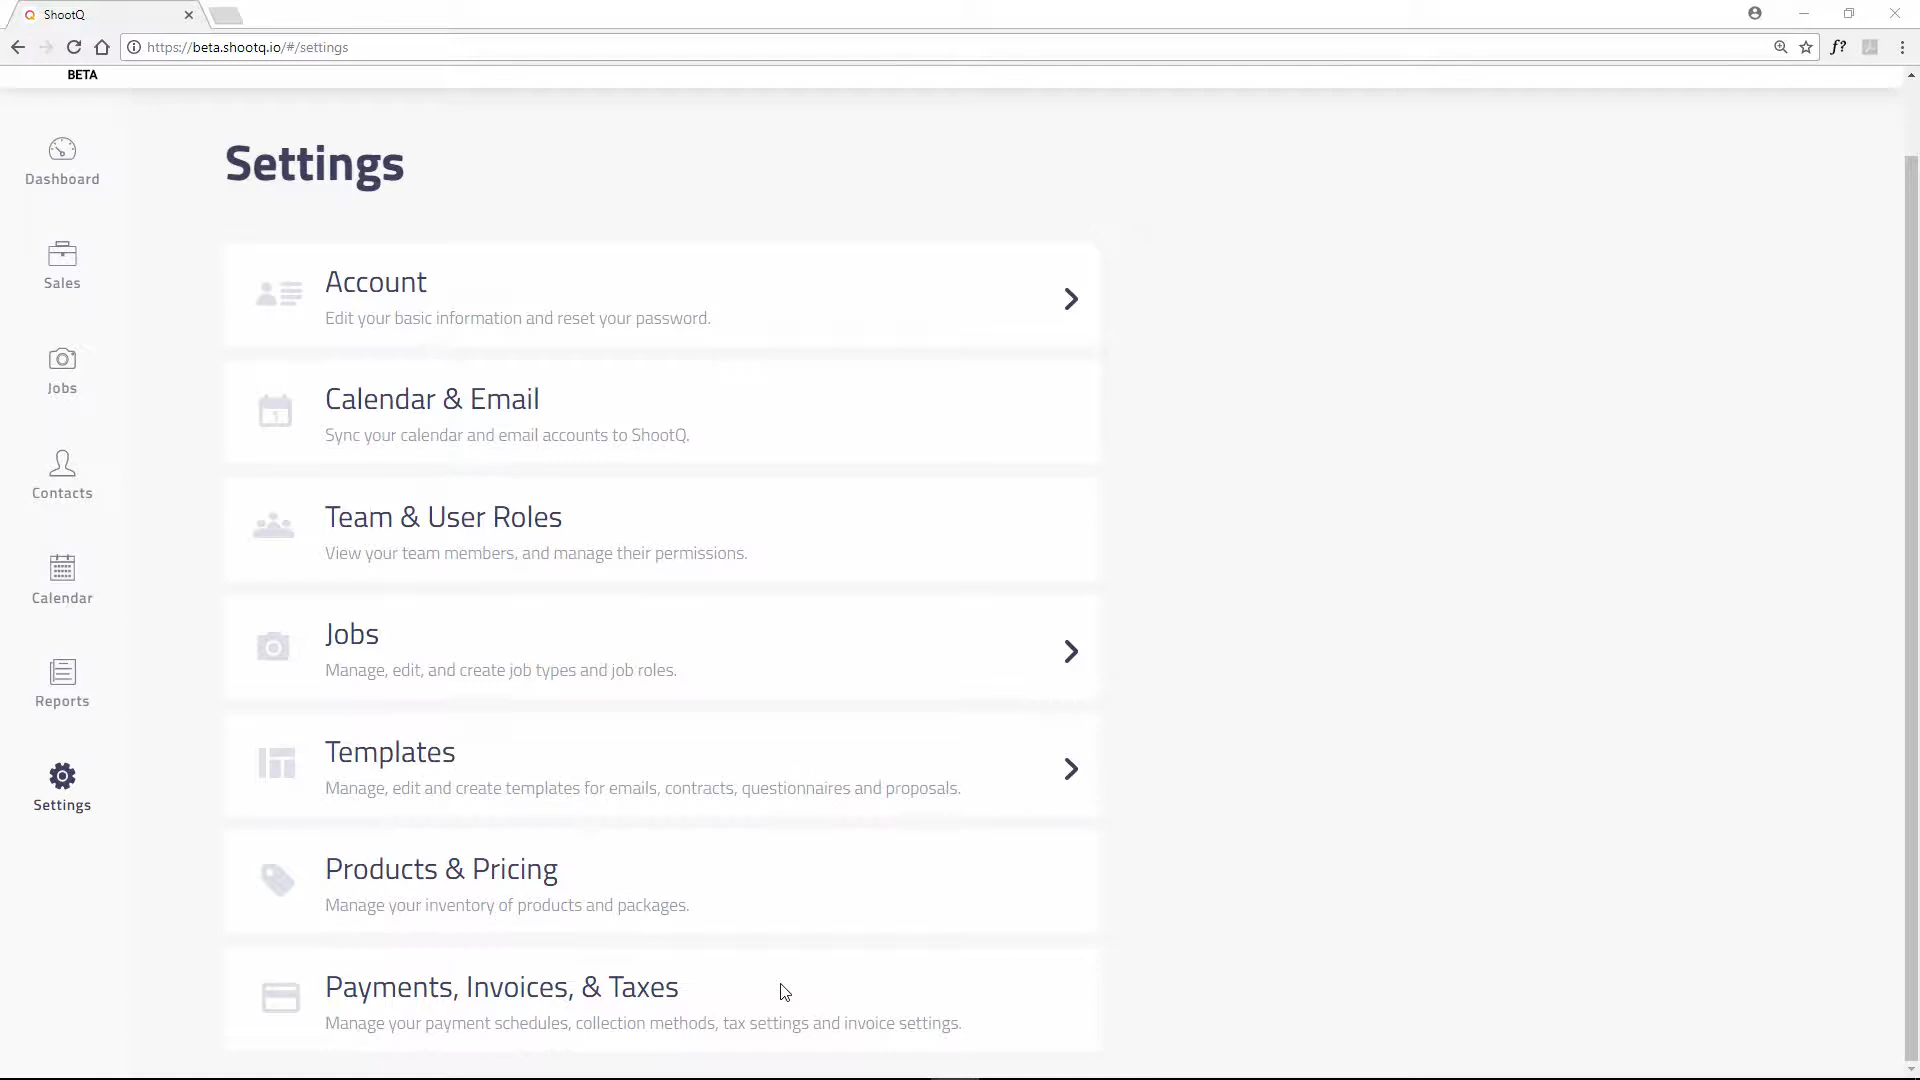 ShootQ
https://beta.shootq.io/#/settings
f?
BETA
Dashboard
Sales
Jobs
Contacts
Calendar
Reports
Settings
Settings
Account
Edit your basic information and reset your password.
Calendar & Email
Sync your calendar and email accounts to ShootQ.
Team & User Roles
View your team members, and manage their permissions.
Jobs
Manage, edit, and create job types and job roles.
Templates
Manage, edit and create templates for emails, contracts, questionnaires and proposals.
Products & Pricing
Manage your inventory of products and packages.
Payments, Invoices, & Taxes
Manage your payment schedules, collection methods, tax settings and invoice settings.